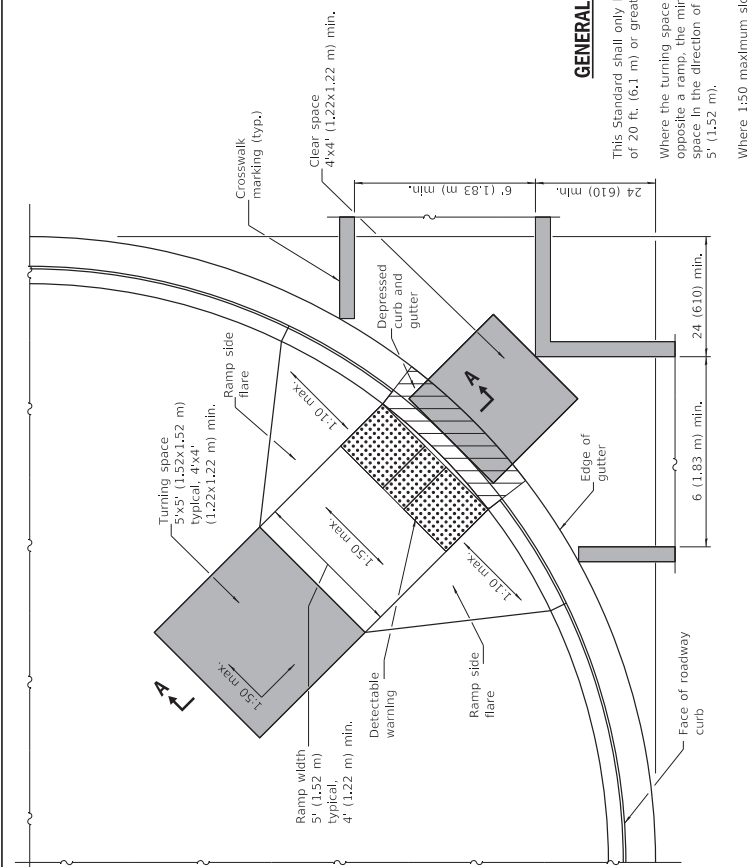 Crosswalk
marking (typ.)
Clear space
4'x4' (1.22x1.22 m) min.
Turning space
5'x5' (1.52x1.52 m)
typical, 4'x4'
(1.22x1.22 m) min.
Ramp side
flare
Depressed
curb and
gutter
6' (1.83 m) min.
24 (610) min.
1:10 max.
A
1:50 max.
1:50 max.
A
1:10 max.
Ramp width
5' (1.52 m)
typical,
4' (1.22 m) min.
Detectable
warning
Ramp side
flare
Edge of
gutter
24 (610) min.
6 (1.83 m) min.
Face of roadway
curb
GENERAL
This Standard shall only
of 20 ft. (6.1 m) or
Where the turning space
opposite a ramp, the
space in the direction of
5' (1.52 m).
Where 1:50 maximum